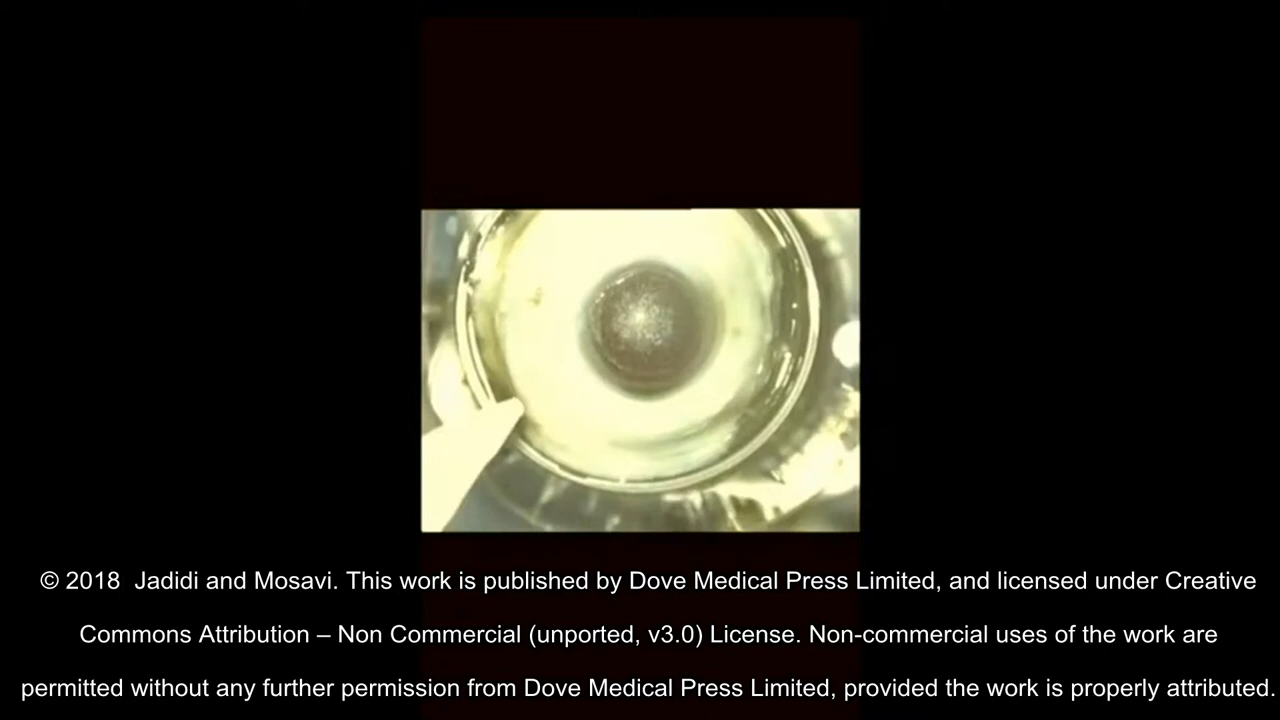 © 2018  Jadidi and Mosavi. This work is published by Dove Medical Press Limited, and licensed under Creative
Commons Attribution – Non Commercial (unported, v3.0) License. Non-commercial uses of the work are
permitted without any further permission from Dove Medical Press Limited, provided the work is properly attributed.